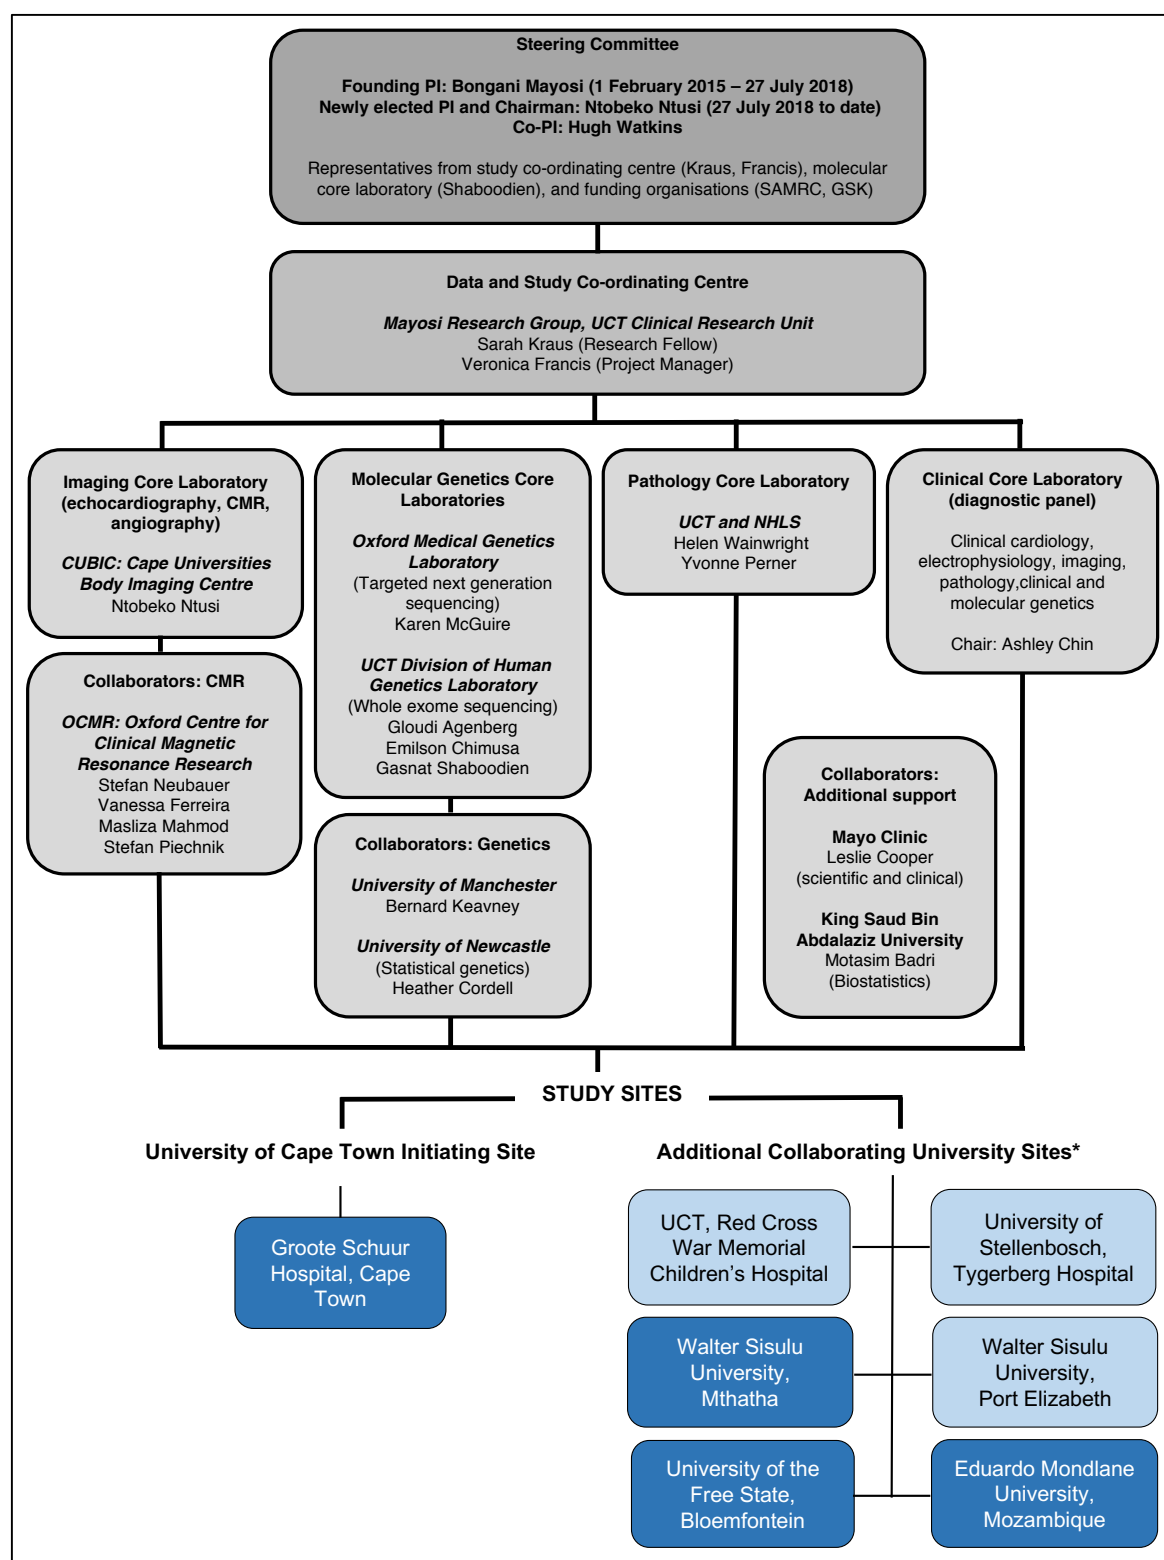 Steering Committee
Founding PI: Bongani Mayosi (1 February 2015 – 27 July 2018)
Newly elected PI and Chairman: Ntobeko Ntusi (27 July 2018 to date)
Co-PI: Hugh Watkins
Representatives from study co-ordinating centre (Kraus, Francis), molecular
core laboratory (Shaboodien), and funding organisations (SAMRC, GSK)
Data and Study Co-ordinating Centre
Mayosi Research Group, UCT Clinical Research Unit
Sarah Kraus (Research Fellow)
Veronica Francis (Project Manager)
Imaging Core Laboratory
(echocardiography, CMR,
angiography)
CUBIC: Cape Universities
Body Imaging Centre
Ntobeko Ntusi
Collaborators: CMR
OCMR: Oxford Centre for
Clinical Magnetic
Resonance Research
Stefan Neubauer
Vanessa Ferreira
Masliza Mahmod
Stefan Piechnik
Molecular Genetics Core
Laboratories
Oxford Medical Genetics
Laboratory
(Targeted next generation
sequencing)
Karen McGuire
UCT Division of Human
Genetics Laboratory
(Whole exome sequencing)
Gloudi Agenberg
Emilson Chimusa
Gasnat Shaboodien
Collaborators: Genetics
University of Manchester
Bernard Keavney
University of Newcastle
(Statistical genetics)
Heather Cordell
Pathology Core Laboratory
UCT and NHLS
Helen Wainwright
Yvonne Perner
Clinical Core Laboratory
(diagnostic panel)
Clinical cardiology,
electrophysiology, imaging,
pathology,clinical and
molecular genetics
Chair: Ashley Chin
Collaborators:
Additional support
Mayo Clinic
Leslie Cooper
(scientific and clinical)
King Saud Bin
Abdalaziz University
Motasim Badri
(Biostatistics)
STUDY SITES
University of Cape Town Initiating Site
Groote Schuur
Hospital, Cape
Town
Additional Collaborating University Sites*
UCT, Red Cross
War Memorial
Children’s Hospital
University of
Stellenbosch,
Tygerberg Hospital
Walter Sisulu
University,
Mthatha
Walter Sisulu
University,
Port Elizabeth
University of the
Free State,
Bloemfontein
Eduardo Mondlane
University,
Mozambique